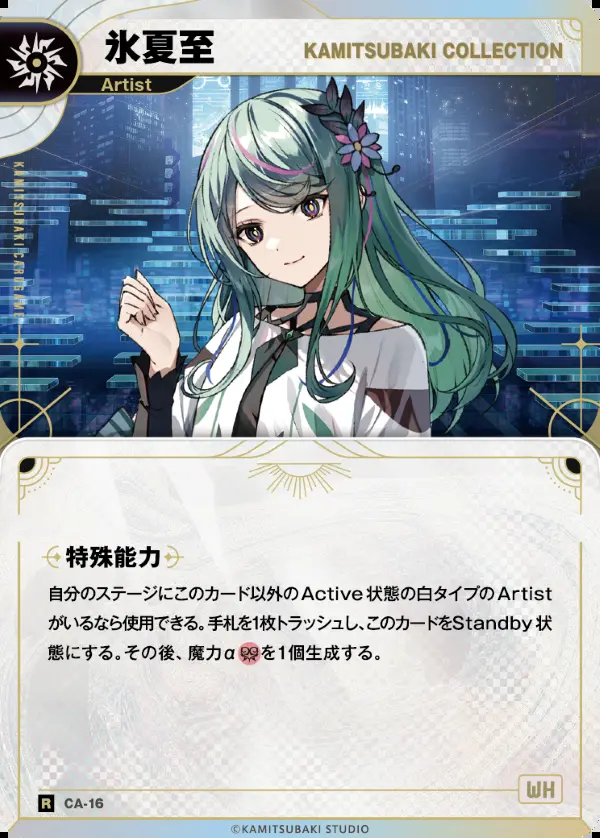 氷夏至
KAMITSUBAKI COLLECTION
Artist
KAMITSUBAKI CARDS ART
特殊能力
自分のステージにこのカード以外のActive状態の白タイプのArtist
がいるなら使用できる。手札を1枚トラッシュし、このカードをStandby状
態にする。その後、魔力αを1個生成する。
R CA-16
WH
©KAMITSUBAKI STUDIO